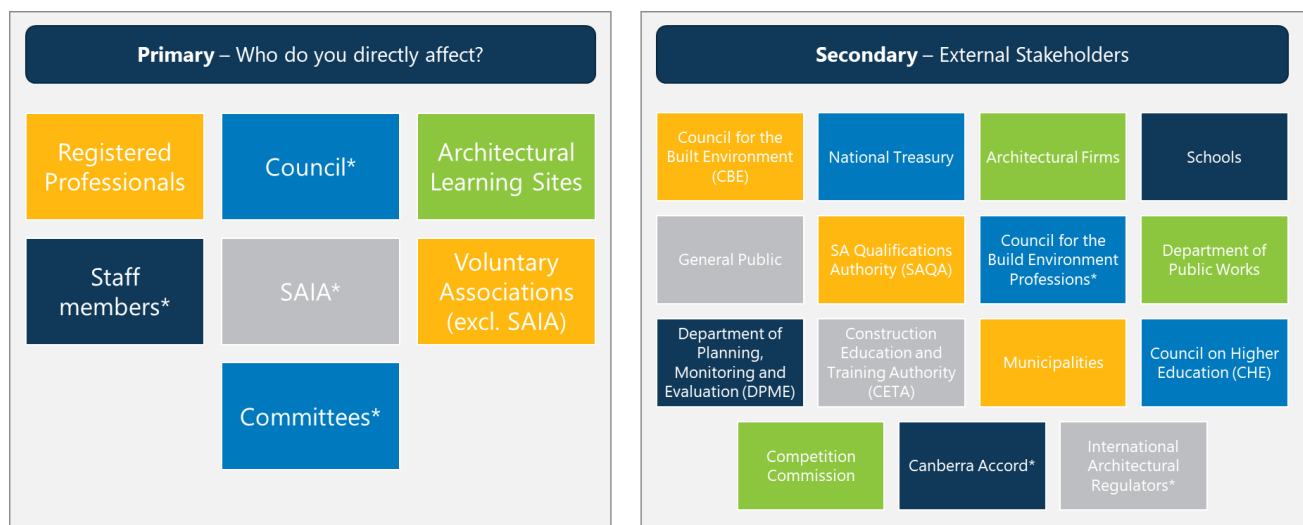 Primary – Who do you directly affect?
Registered
Professionals
Council*
Architectural
Learning Sites
Staff
members*
SAIA*
Voluntary
Associations
(excl. SAIA)
Committees*
Secondary – External Stakeholders
Council for the
Built Environment
(CBE)
National Treasury
Architectural Firms
Schools
General Public
SA Qualifications
Authority (SAQA)
Council for the
Build Environment
Professions*
Department of
Public Works
Department of
Planning,
Monitoring and
Evaluation (DPME)
Construction
Education and
Training Authority
(CETA)
Municipalities
Council on Higher
Education (CHE)
Competition
Commission
Canberra Accord*
International
Architectural
Regulators*